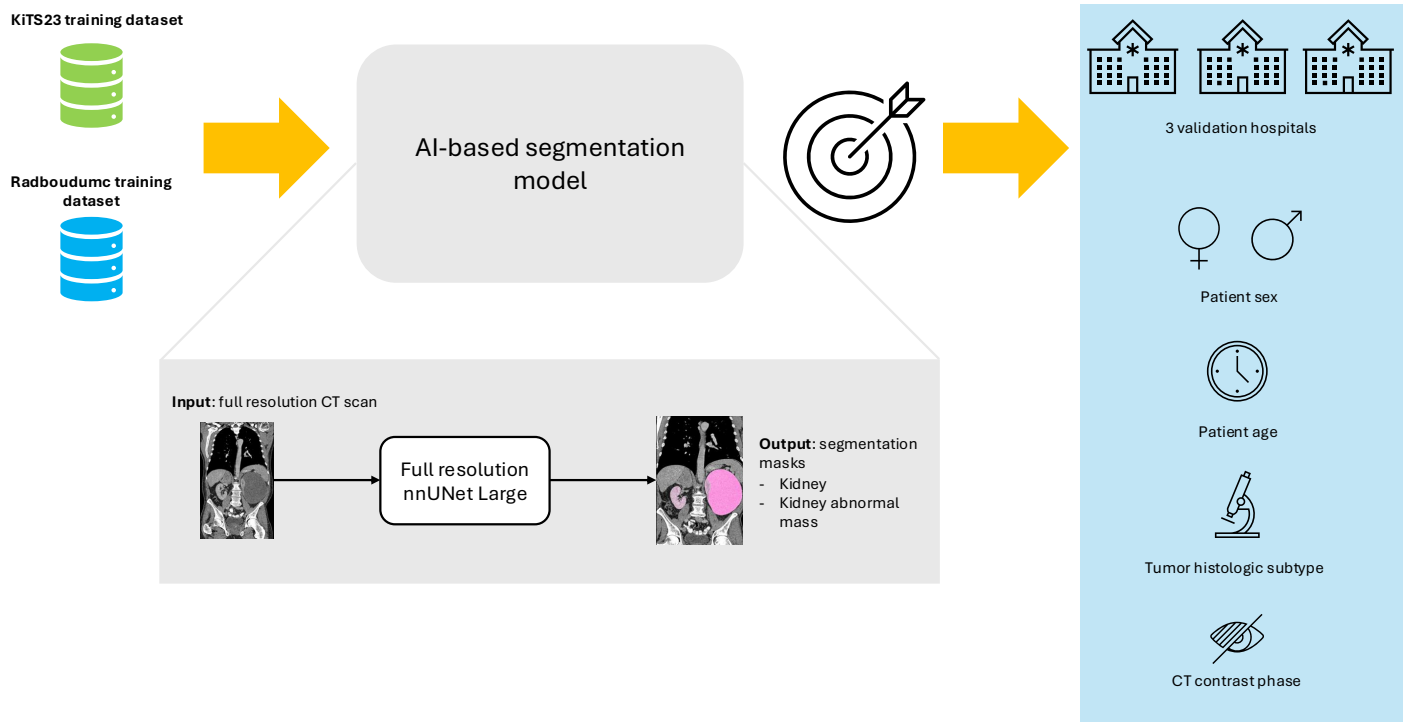 KiTS23 training dataset
Radboudumc training
dataset
AI-based segmentation
model
Input: full resolution CT scan
Full resolution
nnUNet Large
Output: segmentation
masks
- Kidney
- Kidney abnormal
mass
3 validation hospitals
Patient sex
Patient age
Tumor histologic subtype
CT contrast phase